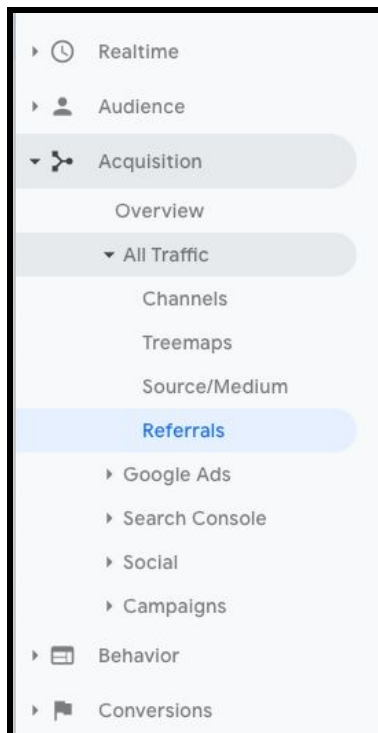 Realtime
Audience
Acquisition
Overview
All Traffic
Channels
Treemaps
Source/Medium
Referrals
Google Ads
Search Console
Social
Campaigns
Behavior
Conversions